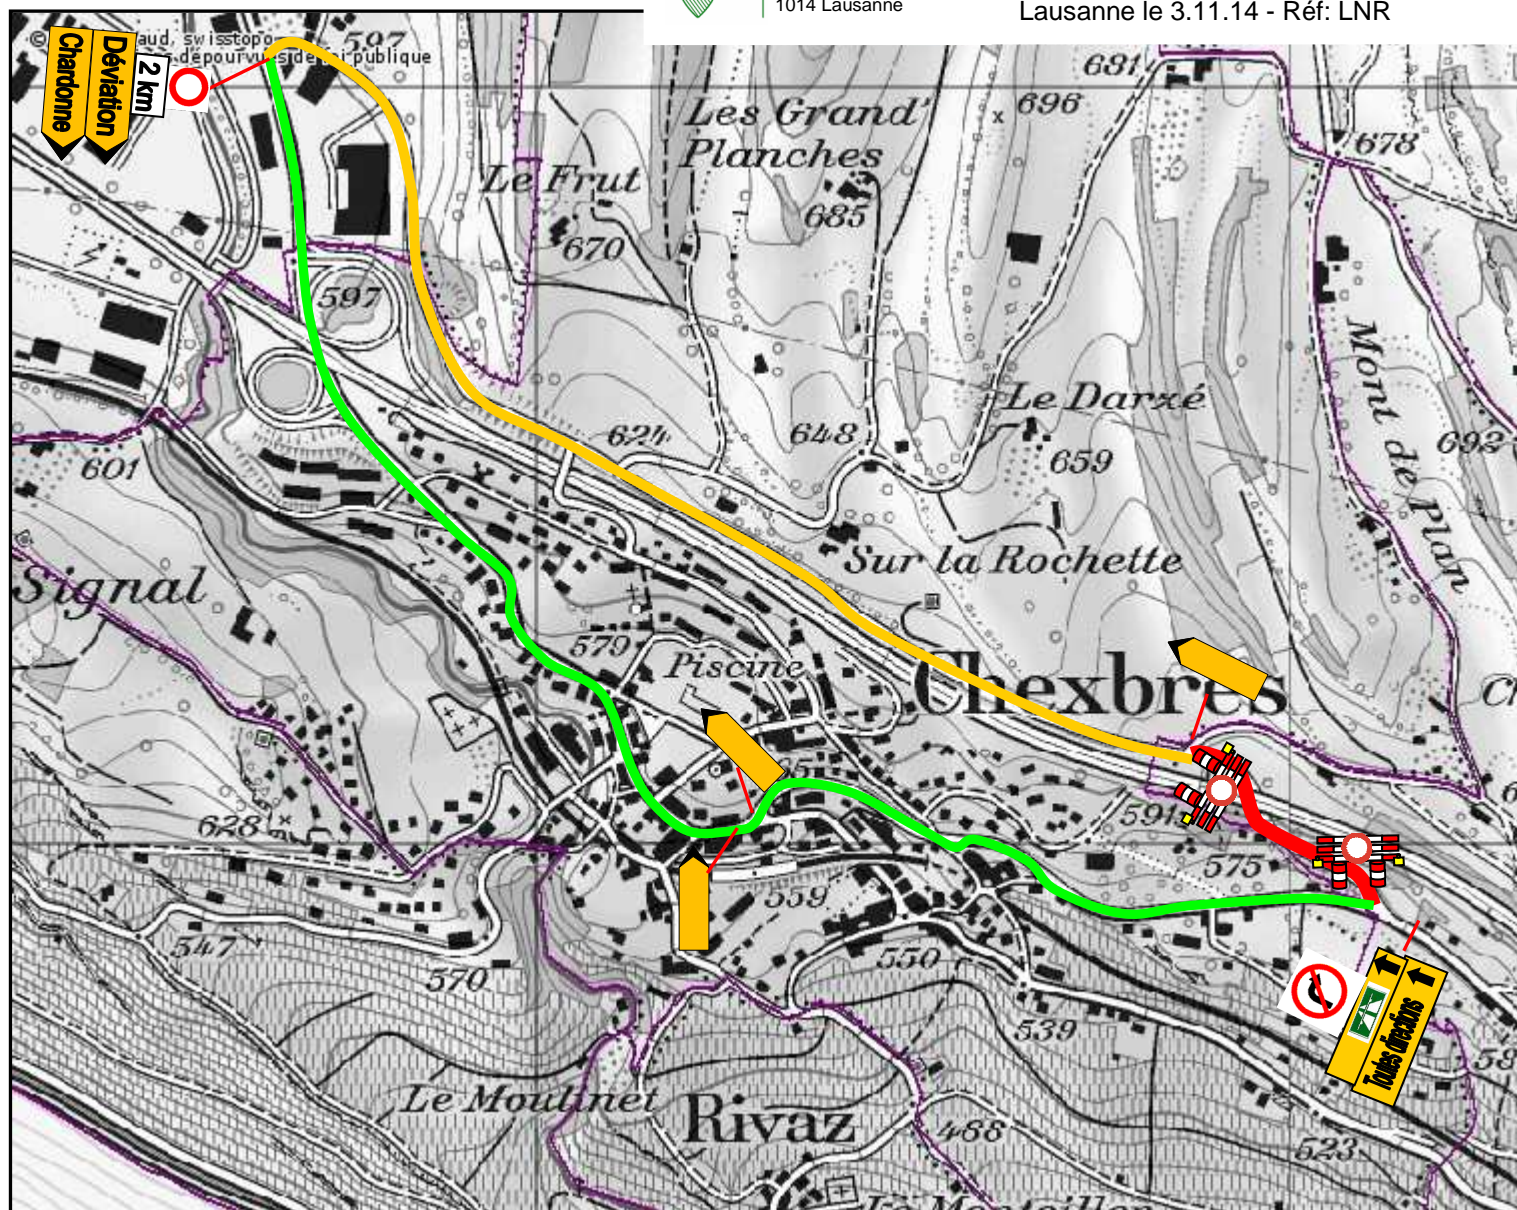 1014 Lausanne
Lausanne le 3.11.14 - Réf: LNR
aud, swisstopo
dépourvues de foi publique
Chardonne
Déviation
2 km
597
681
696
Les Grand'
Planches
685
678
Le Frut
670
597
Mont de Plan
Le Darzé
624
648
659
692
601
Signal
Sur la Rochette
579
Piscine
Chexbres
591
575
628
559
547
570
550
539
Toutes directions
58
Le Moulinet
Rivaz
488
523